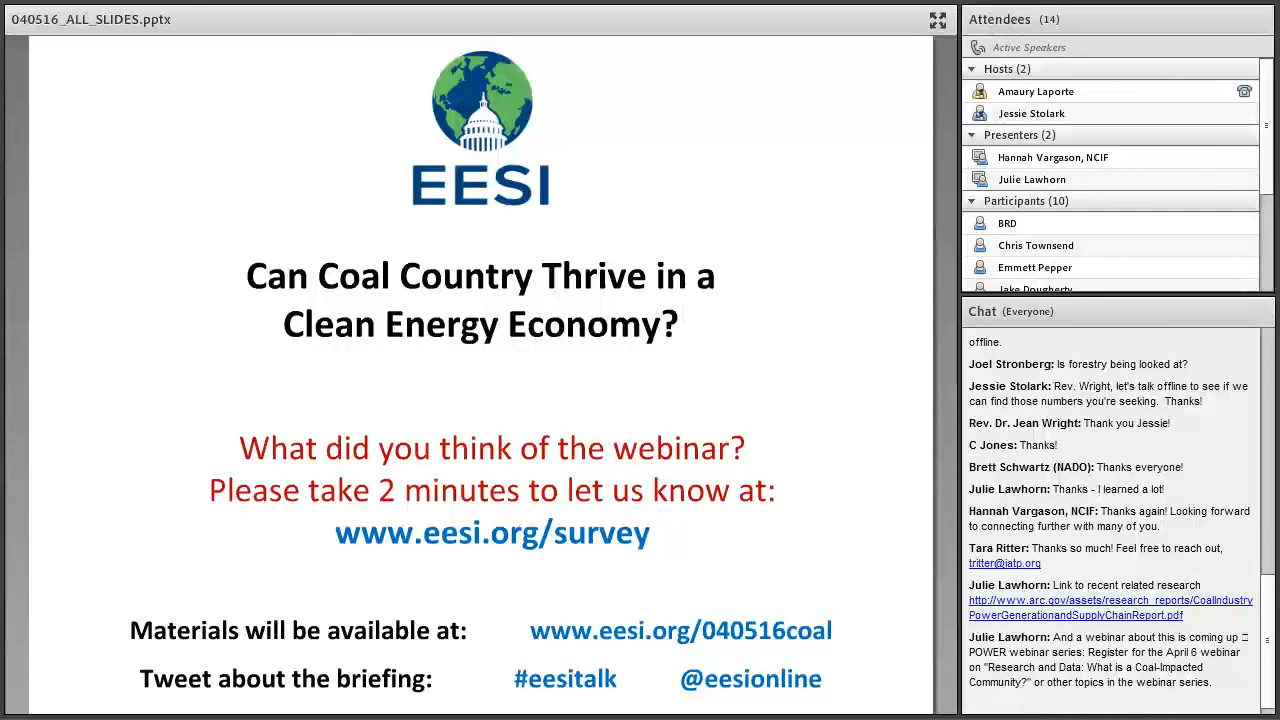 040516_ALL_SLIDES.pptx
EESI
Can Coal Country Thrive in a
Clean Energy Economy?
What did you think of the webinar?
Please take 2 minutes to let us know at:
www.eesi.org/survey
Materials will be available at: www.eesi.org/040516coal
Tweet about the briefing: #eesitalk @eesionline
Attendees (14)
Active Speakers
Hosts (2)
Amaury Laporte
Jessie Stolark
Presenters (2)
Hannah Vargason, NCIF
Julie Lawhorn
Participants (10)
BRD
Chris Townsend
Emmett Pepper
Jake Dougherty
Chat (Everyone)
offline.
Joel Stronberg: Is forestry being looked at?
Jessie Stolark: Rev. Wright, let's talk offline to see if we
can find those numbers you're seeking. Thanks!
Rev. Dr. Jean Wright: Thank you Jessie!
C Jones: Thanks!
Brett Schwartz (NADO): Thanks everyone!
Julie Lawhorn: Thanks - I learned a lot!
Hannah Vargason, NCIF: Thanks again! Looking forward
to connecting further with many of you.
Tara Ritter: Thanks so much! Feel free to reach out,
tritter@iatp.org
Julie Lawhorn: Link to recent related research
http://www.arc.gov/assets/research_reports/CoalIndustry
PowerGenerationandSupplyChainReport.pdf
Julie Lawhorn: And a webinar about this is coming up
POWER webinar series: Register for the April 6 webinar
on "Research and Data: What is a Coal-Impacted
Community?" or other topics in the webinar series.